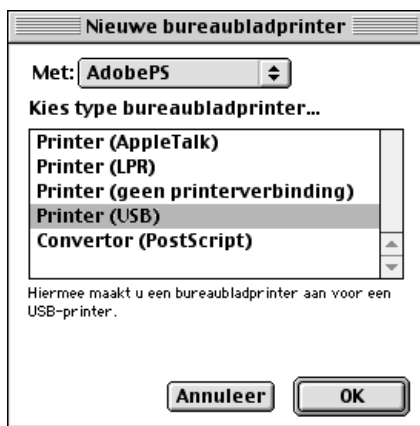 Nieuwe bureaubladprinter
Met: AdobePS
Kies type bureaubladprinter...
Printer (AppleTalk)
Printer (LPR)
Printer (geen printerverbinding)
Printer (USB)
Convertor (PostScript)
Hiermee maakt u een bureaubladprinter aan voor een
USB-printer.
Annuleer OK